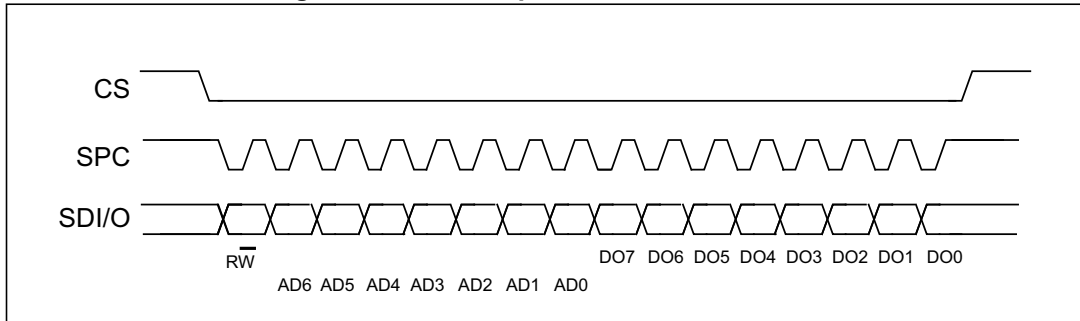 CS
SPC
SDI/O
RW
DO7 DO6 DO5 DO4 DO3 DO2 DO1 DO0
AD6 AD5 AD4 AD3 AD2 AD1 AD0